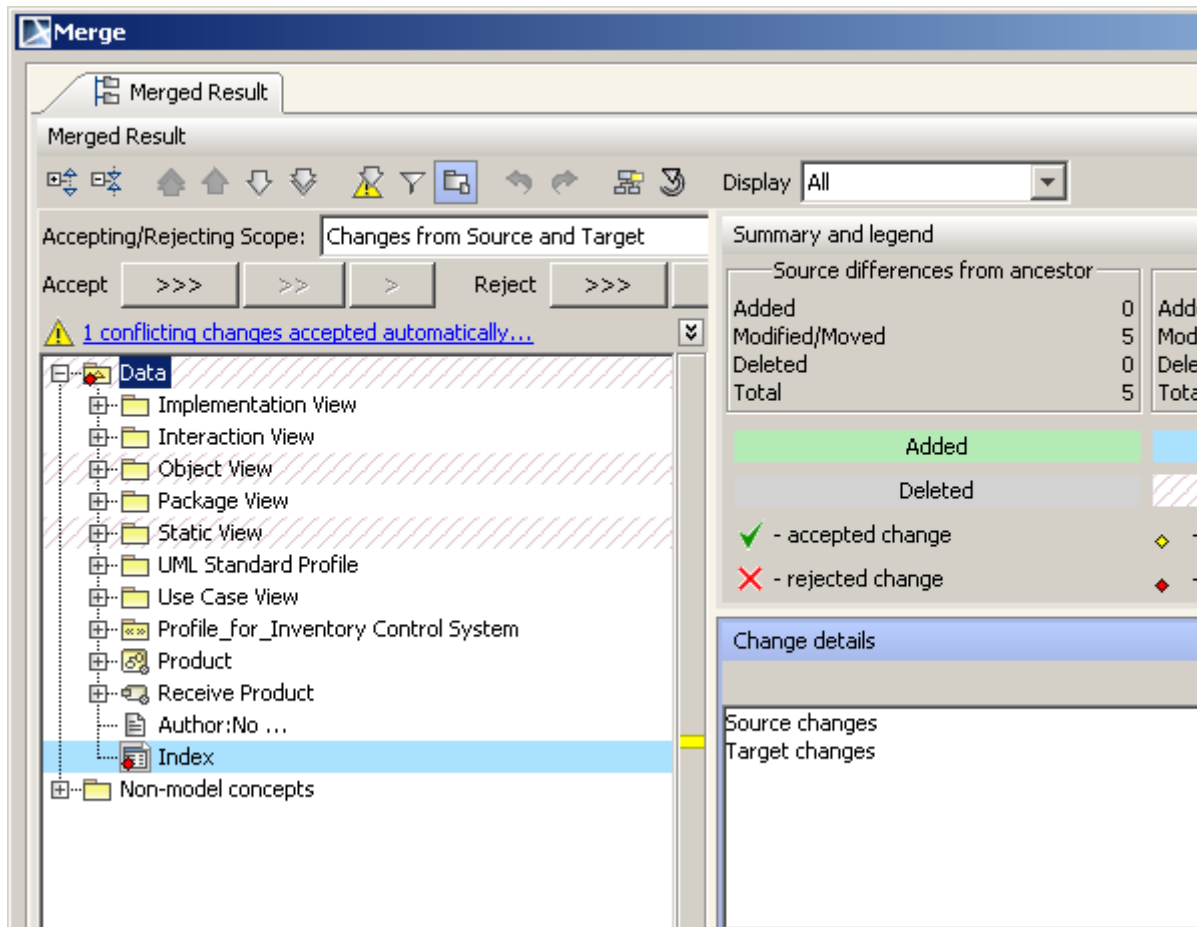 Merge
Merged Result
Merged Result
Display All
Accepting/Rejecting Scope: Changes from Source and Target
Accept >>> >> > Reject >>>
1 conflicting changes accepted automatically...
Data
Implementation View
Interaction View
Object View
Package View
Static View
UML Standard Profile
Use Case View
Profile_for_Inventory Control System
Product
Receive Product
Author:No ...
Index
Non-model concepts
Summary and legend
Source differences from ancestor
Added 0
Modified/Moved 5
Deleted 0
Total 5
Added
Deleted
- accepted change
- rejected change
Change details
Source changes
Target changes